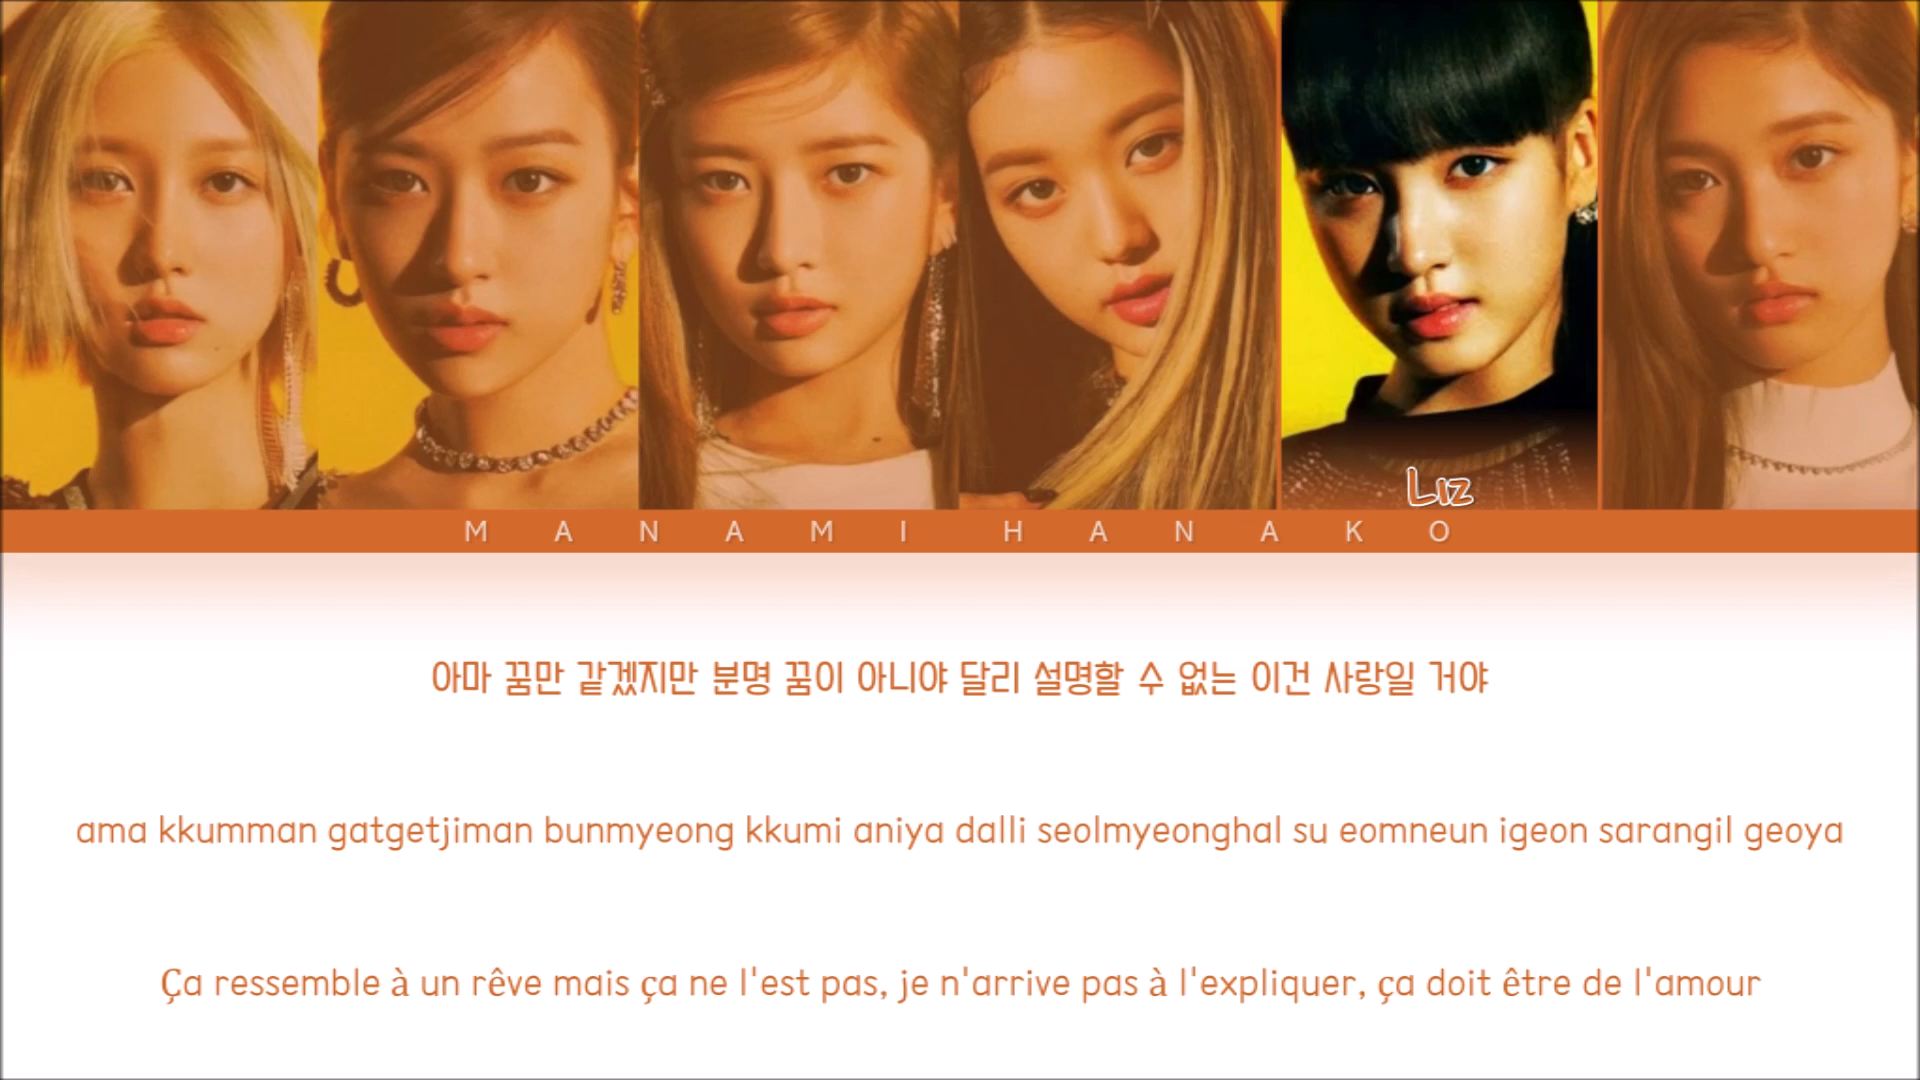 Liz
MANAMI HANAKO
아마 꿈만 같겠지만 분명 꿈이 아니야 달리 설명할 수 없는 이건 사랑일 거야
ama kkumman gatgetjiman bunmyeong kkumi aniya dalli seolmyeonghal su eomneun igeon sarangil geoya
Ça ressemble à un rêve mais ça ne l'est pas, je n'arrive pas à l'expliquer, ça doit être de l'amour